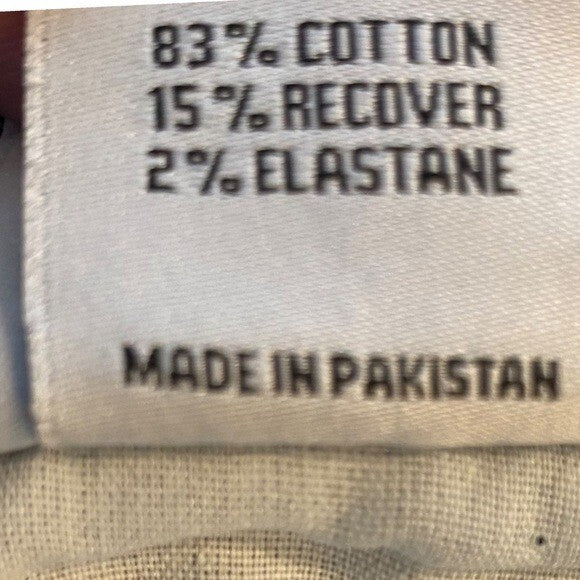 83% COTTON
15% RECOVER
2% ELASTANE
MADE IN PAKISTAN